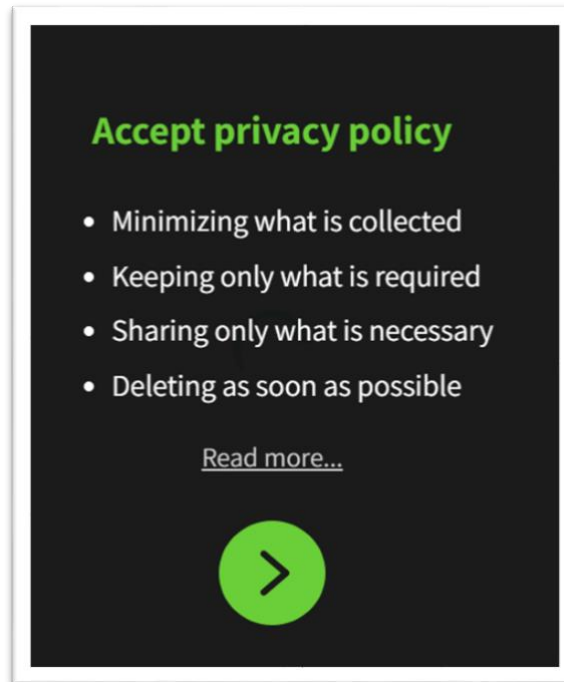 Accept privacy policy
• Minimizing what is collected
• Keeping only what is required
• Sharing only what is necessary
• Deleting as soon as possible
Read more...